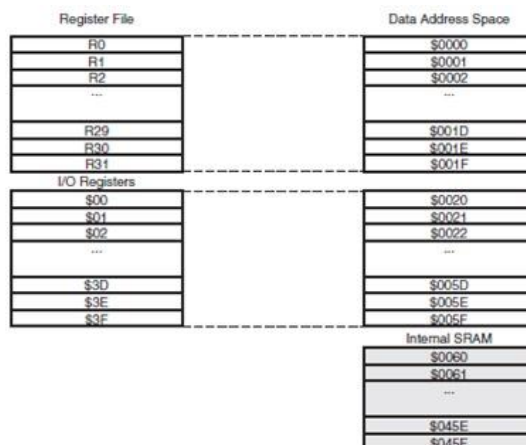 Register File
R0
R1
R2
...
R29
R30
R31
I/O Registers
$00
$01
$02
...
$3D
$3E
$3F
Data Address Space
$0000
$0001
$0002
...
$001D
$001E
$001F
$0020
$0021
$0022
...
$005D
$005E
$005F
Internal SRAM
$0060
$0061
...
$045E